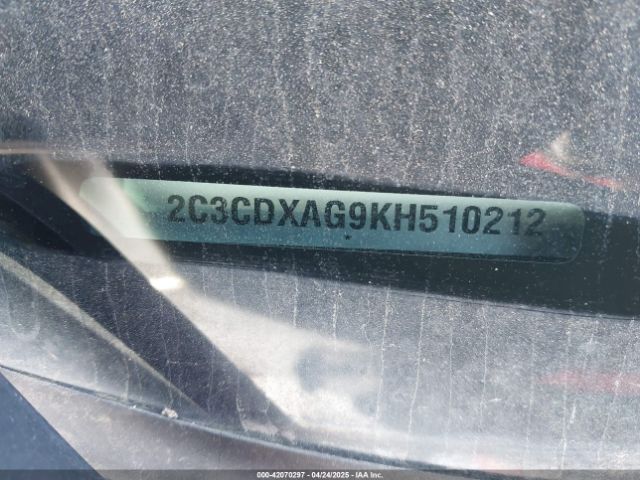 2C3CDXAG9KH510212
*
000-42070297 - 04/24/2025 - IAA Inc.